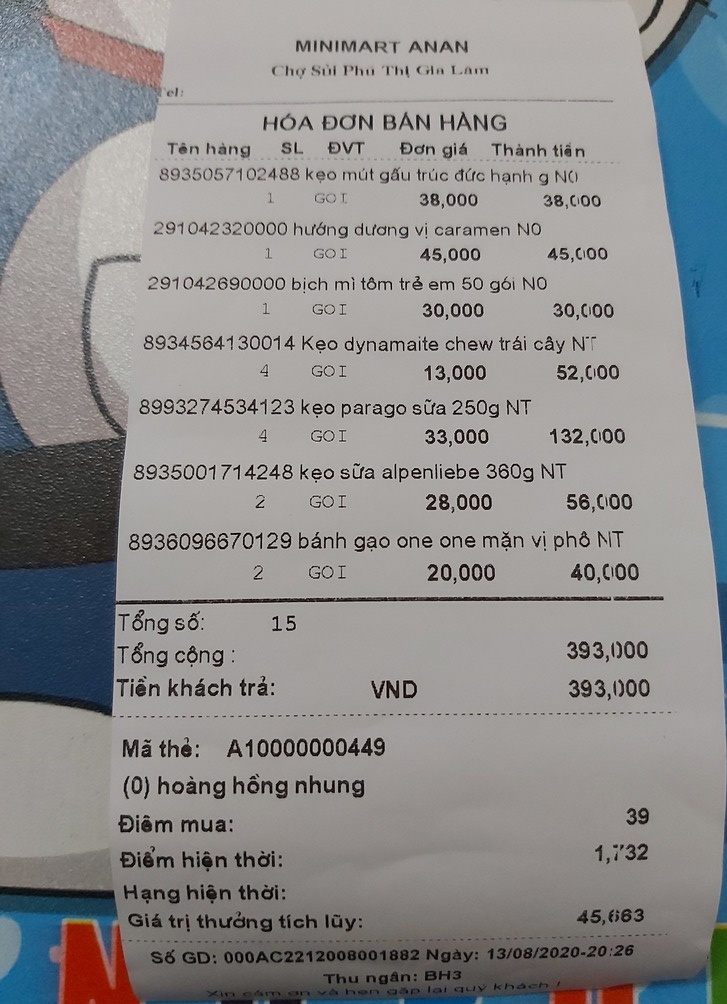 MINIMART ANAN
Chợ Sủi Phú Thị Gia Lâm
Tel:
HÓA ĐƠN BÁN HÀNG
Tên hàng SL ĐVT Đơn giá Thành tiền
8935057102488 kẹo mút gấu trúc đức hạnh g NO
1 GOI 38,000 38,000
291042320000 hướng dương vị caramen NO
1 GOI 45,000 45,000
291042690000 bịch mì tôm trẻ em 50 gói NO
1 GOI 30,000 30,000
8934564130014 Kẹo dynamaite chew trái cây NT
4 GOI 13,000 52,000
8993274534123 kẹo parago sữa 250g NT
4 GOI 33,000 132,000
8935001714248 kẹo sữa alpenliebe 360g NT
2 GOI 28,000 56,000
8936096670129 bánh gạo one one mặn vị phô NT
2 GOI 20,000 40,000
Tổng số: 15
Tổng cộng : 393,000
Tiền khách trả: VND 393,000
Mã thẻ: A10000000449
(0) hoàng hồng nhung
Điểm mua: 39
Điểm hiện thời: 1,732
Hạng hiện thời:
Giá trị thưởng tích lũy: 45,663
Số GD: 000AC2212008001882 Ngày: 13/08/2020-20:26
Thu ngân: BH3
Xin cám ơn và hẹn gặp lại quý khách !